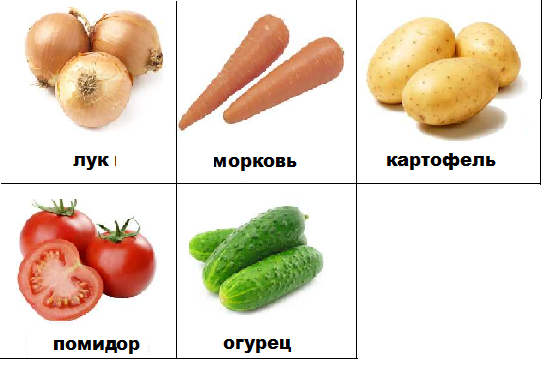 лук
морковь
картофель
помидор
огурец